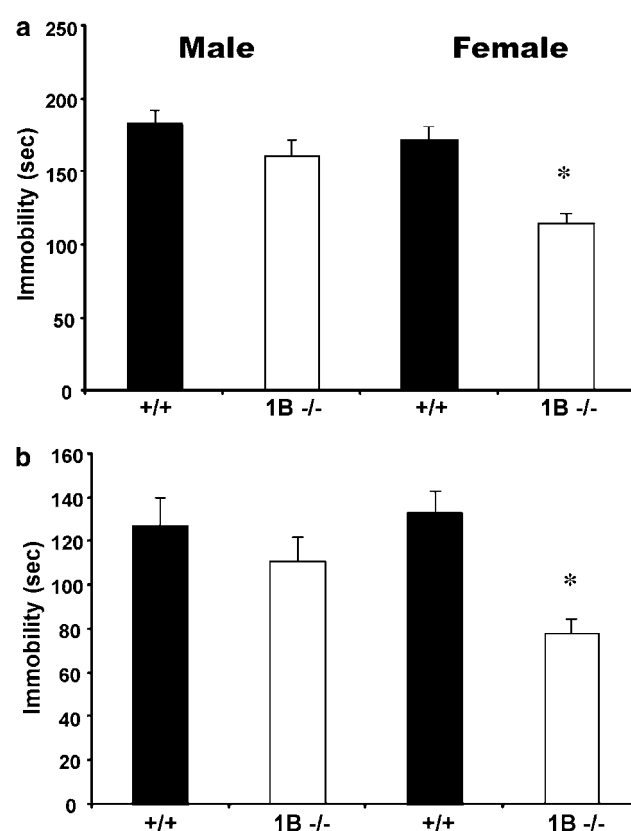 a
Male Female
Immobility (sec)
250
200
150
100
50
0
+/+ 1B -/- +/+ 1B -/-
*
b
Immobility (sec)
160
140
120
100
80
60
40
20
0
+/+ 1B -/- +/+ 1B -/-
*